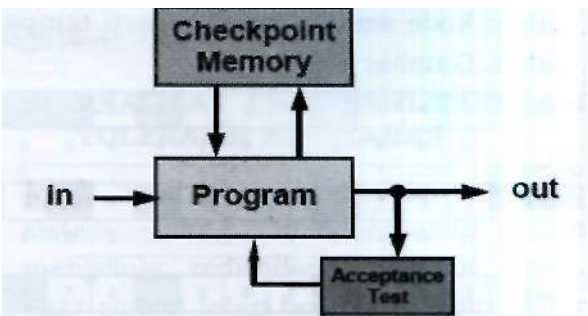 Checkpoint
Memory
in
Program
out
Acceptance
Test